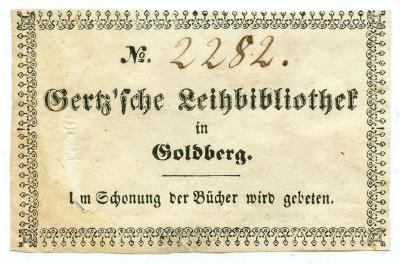 No. 2282.
Gertz'sche Leihbibliothek
in
Goldberg.
Um Schonung der Bücher wird gebeten.